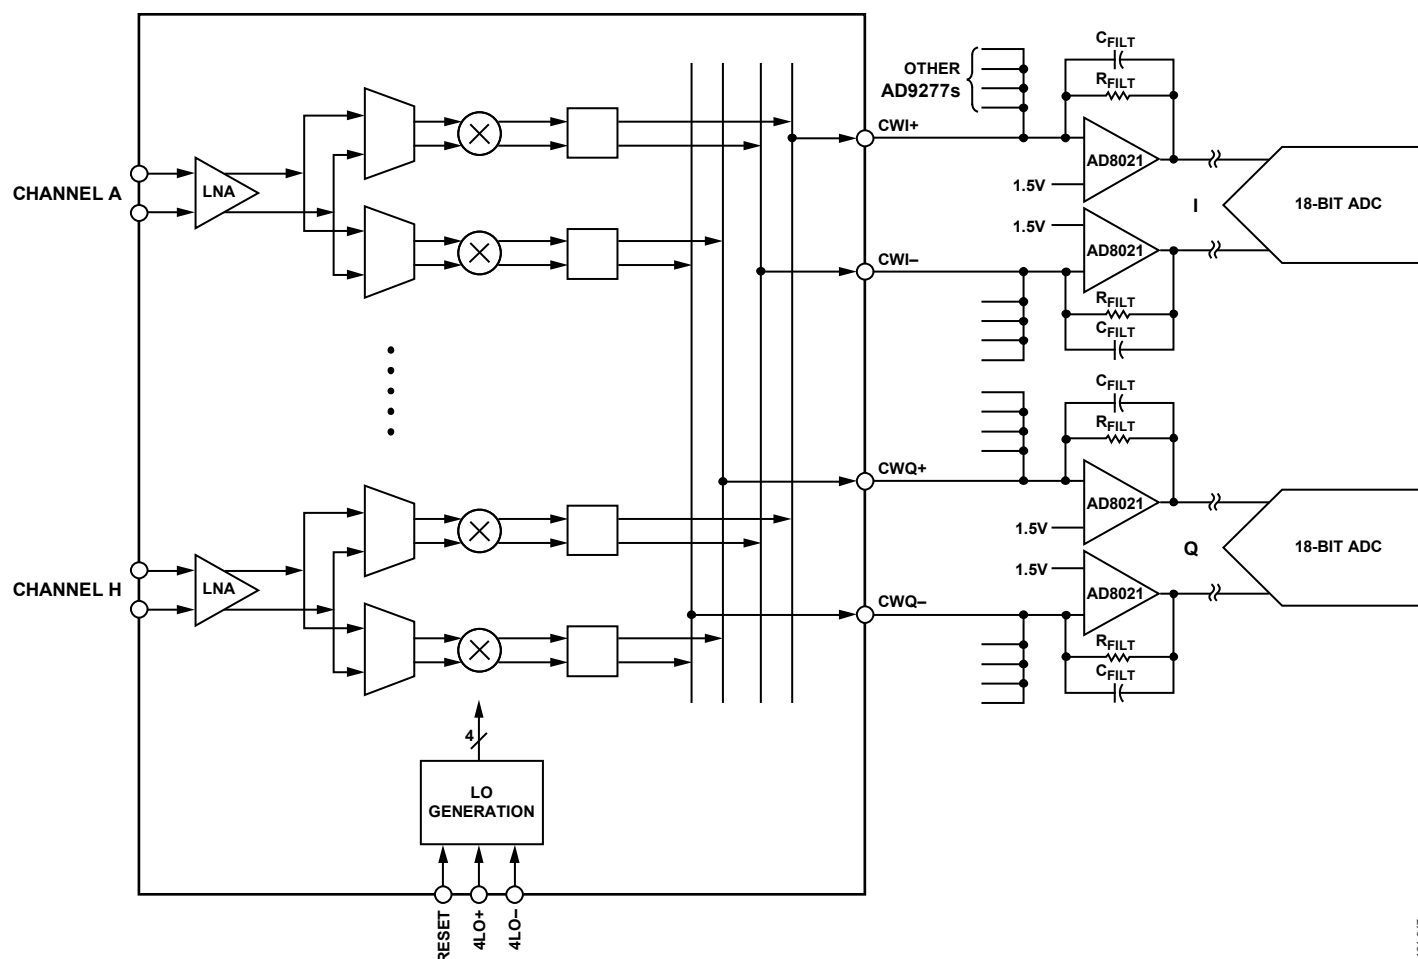 CHANNEL A
LNA
OTHER
AD9277s
CWI+
CFILT
RFILT
AD8021
1.5V
I
18-BIT ADC
1.5V
AD8021
CWI–
RFILT
CFILT
CFILT
RFILT
CWQ+
AD8021
1.5V
Q
18-BIT ADC
1.5V
AD8021
CWQ–
RFILT
CFILT
CHANNEL H
LNA
4
LO
GENERATION
RESET
4LO+
4LO–